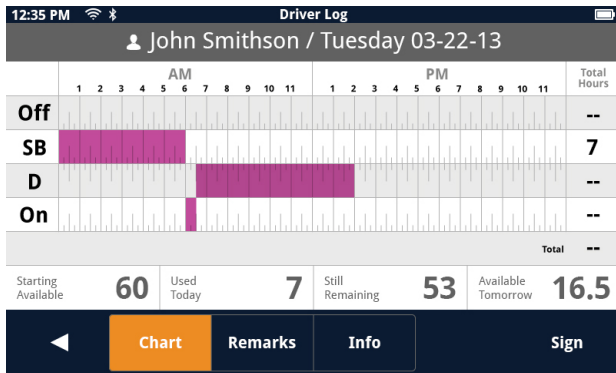 12:35 PM Driver Log
John Smithson / Tuesday 03-22-13
AM PM Total Hours
1 2 3 4 5 6 7 8 9 10 11 1 2 3 4 5 6 7 8 9 10 11
Off --
SB 7
D --
On --
Total --
Starting Available 60 Used Today 7 Still Remaining 53 Available Tomorrow 16.5
Chart Remarks Info Sign